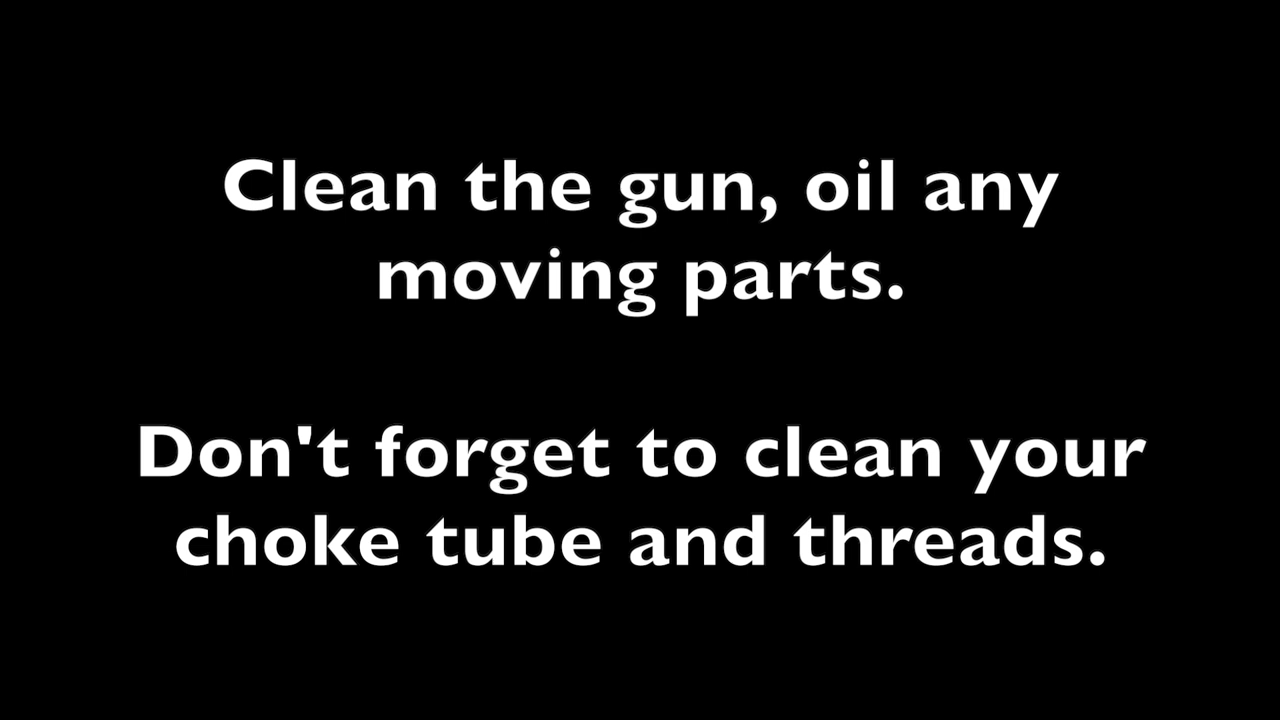 Clean the gun, oil any
moving parts.
Don't forget to clean your
choke tube and threads.